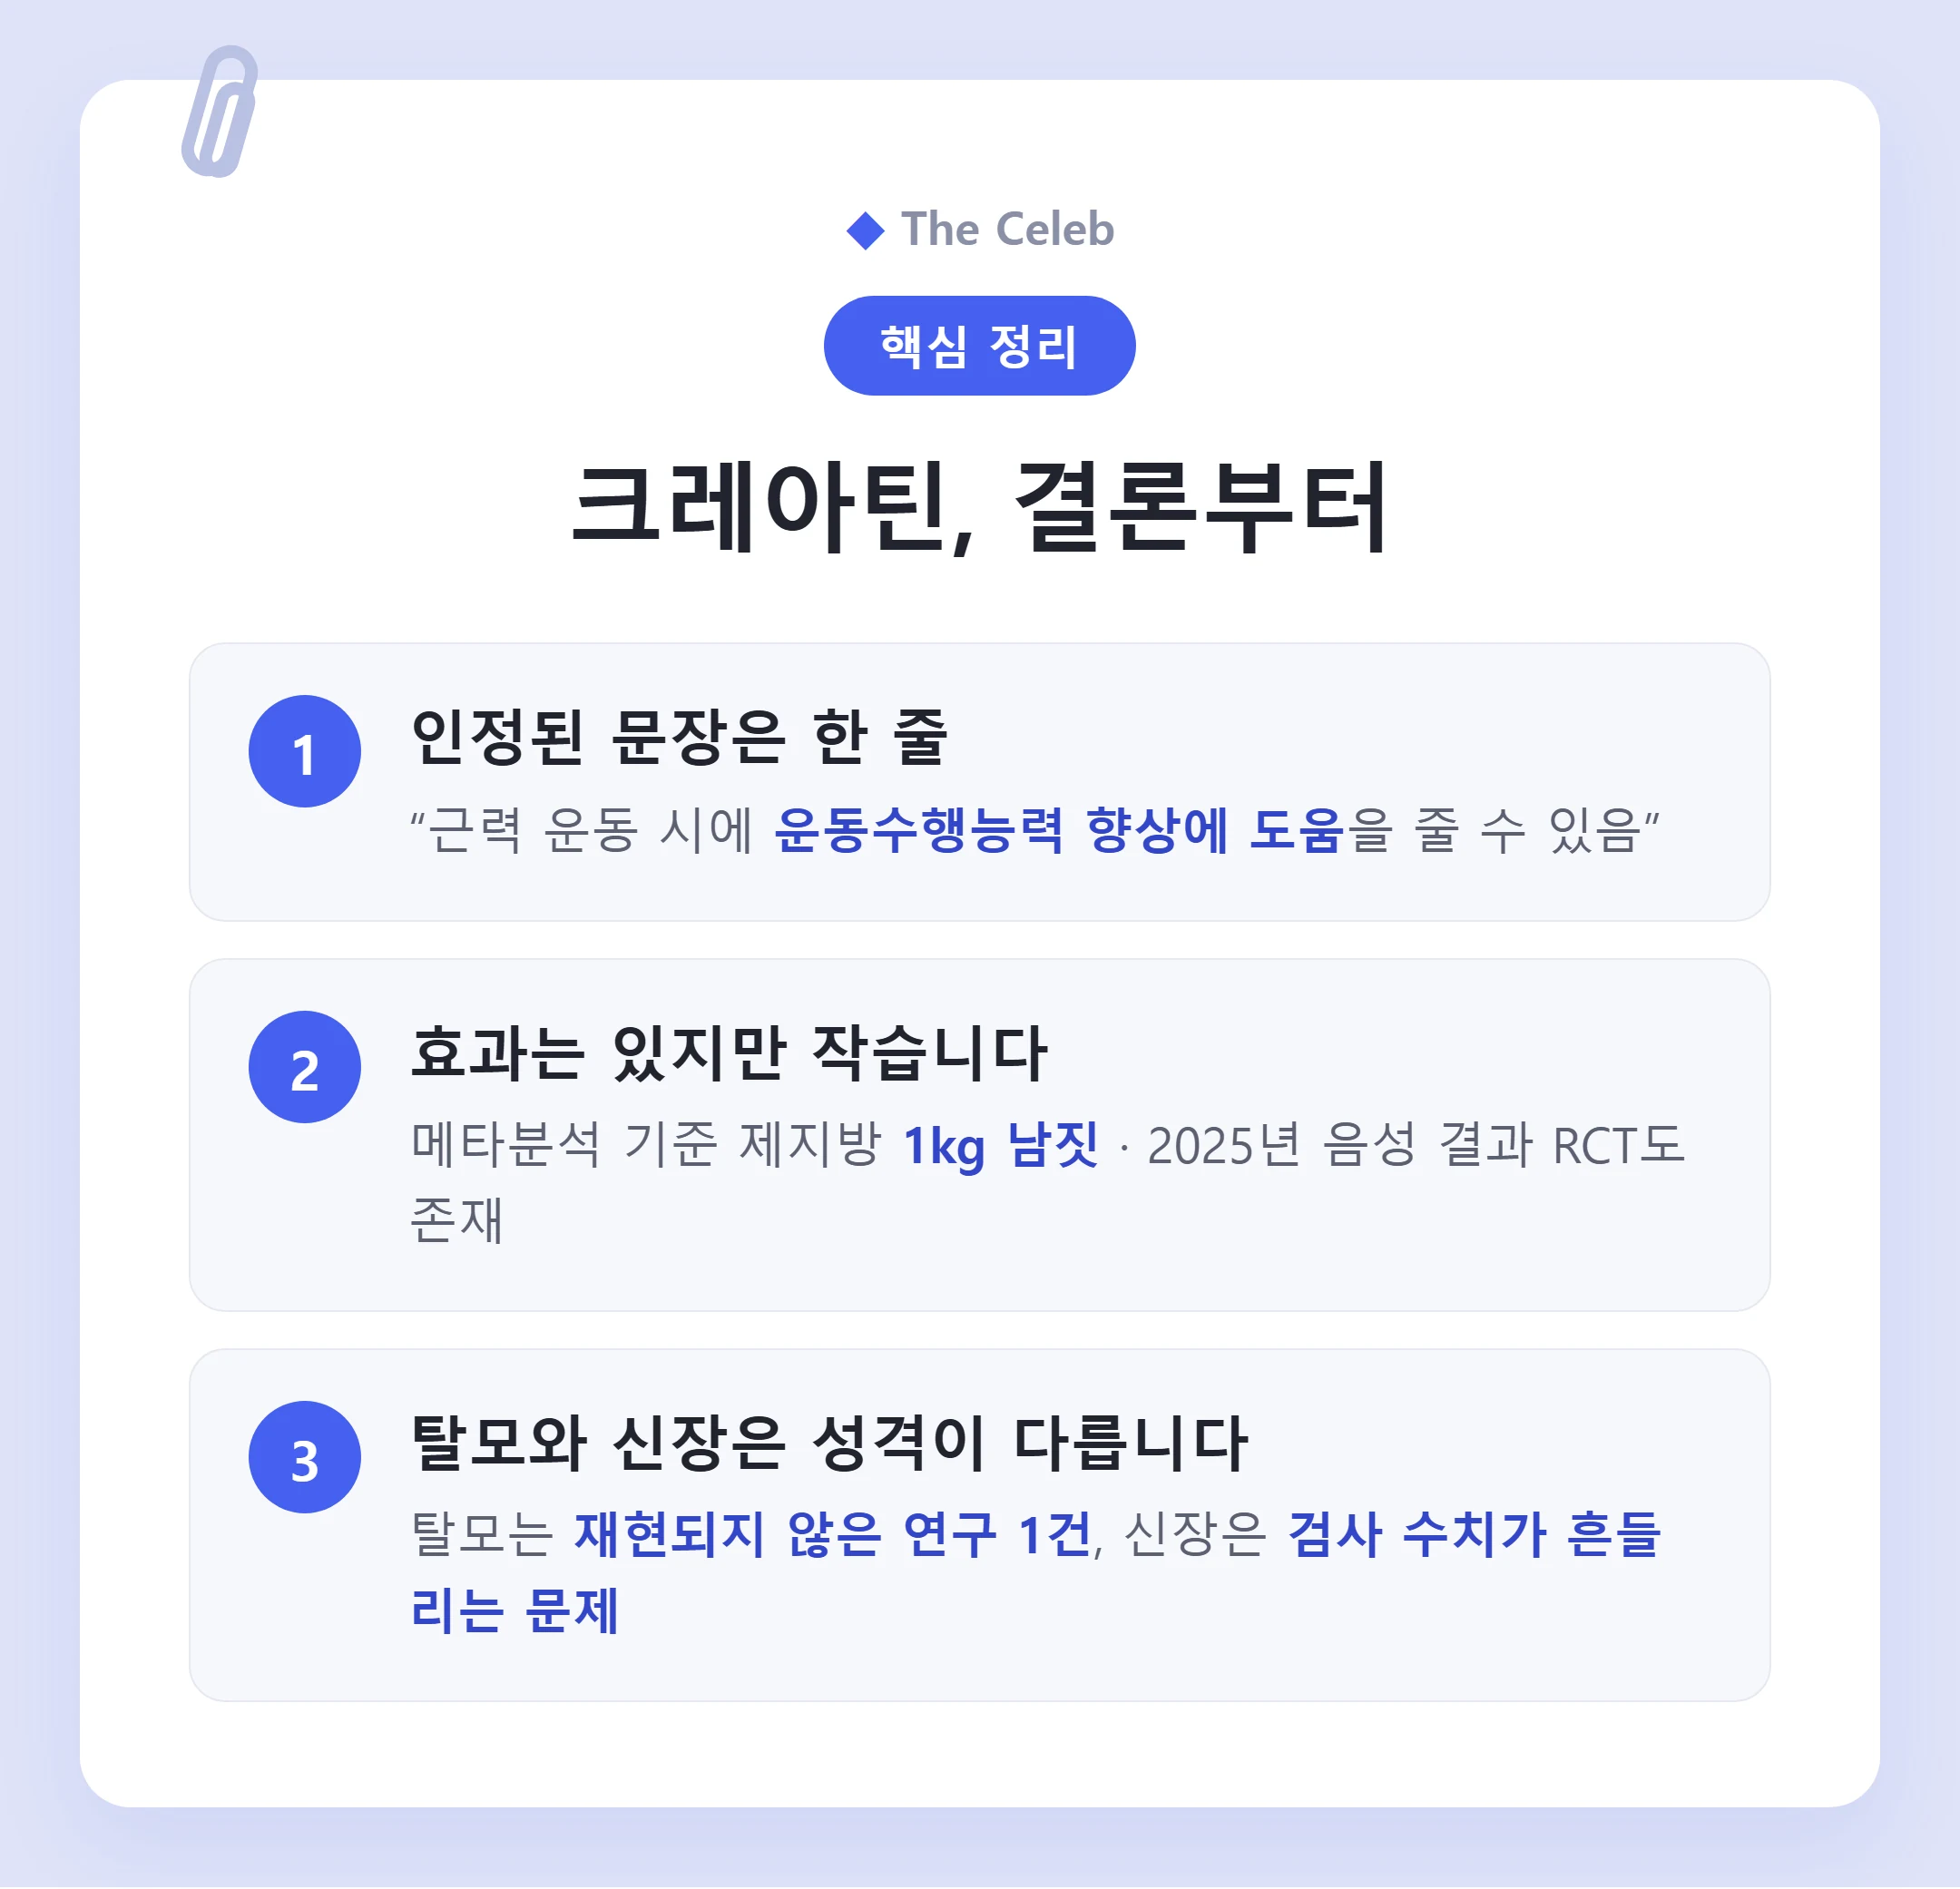 The Celeb
핵심 정리
크레아틴, 결론부터
1
인정된 문장은 한 줄
“근력 운동 시에 운동수행능력 향상에 도움을 줄 수 있음”
2
효과는 있지만 작습니다
메타분석 기준 제지방 1kg 남짓 · 2025년 음성 결과 RCT도
존재
3
탈모와 신장은 성격이 다릅니다
탈모는 재현되지 않은 연구 1건, 신장은 검사 수치가 흔들
리는 문제